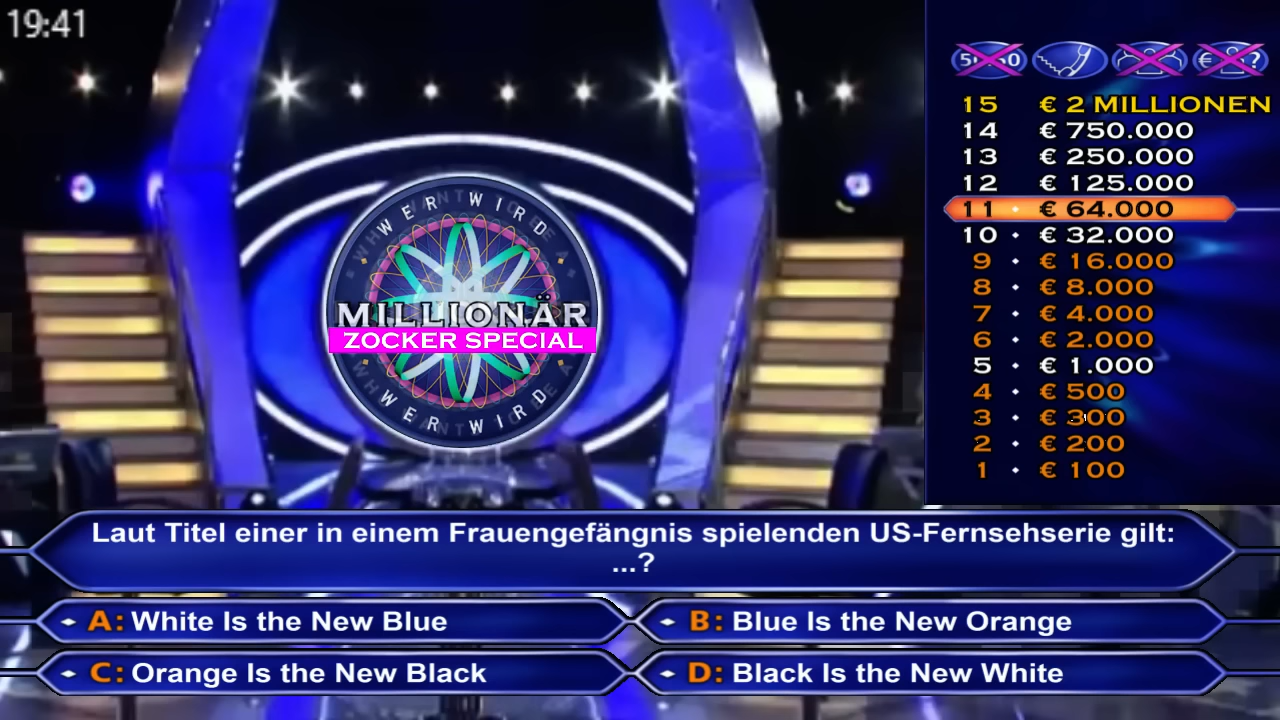 19:41
15 € 2 MILLIONEN
14 € 750.000
13 € 250.000
12 € 125.000
11 · € 64.000
10 · € 32.000
9 · € 16.000
8 · € 8.000
7 · € 4.000
6 · € 2.000
5 · € 1.000
4 · € 500
3 · € 300
2 · € 200
1 · € 100
WER WIRD
MILLIONÄR
ZOCKER SPECIAL
WER WIRD
Laut Titel einer in einem Frauengefängnis spielenden US-Fernsehserie gilt:
...?
A: White Is the New Blue
B: Blue Is the New Orange
C: Orange Is the New Black
D: Black Is the New White